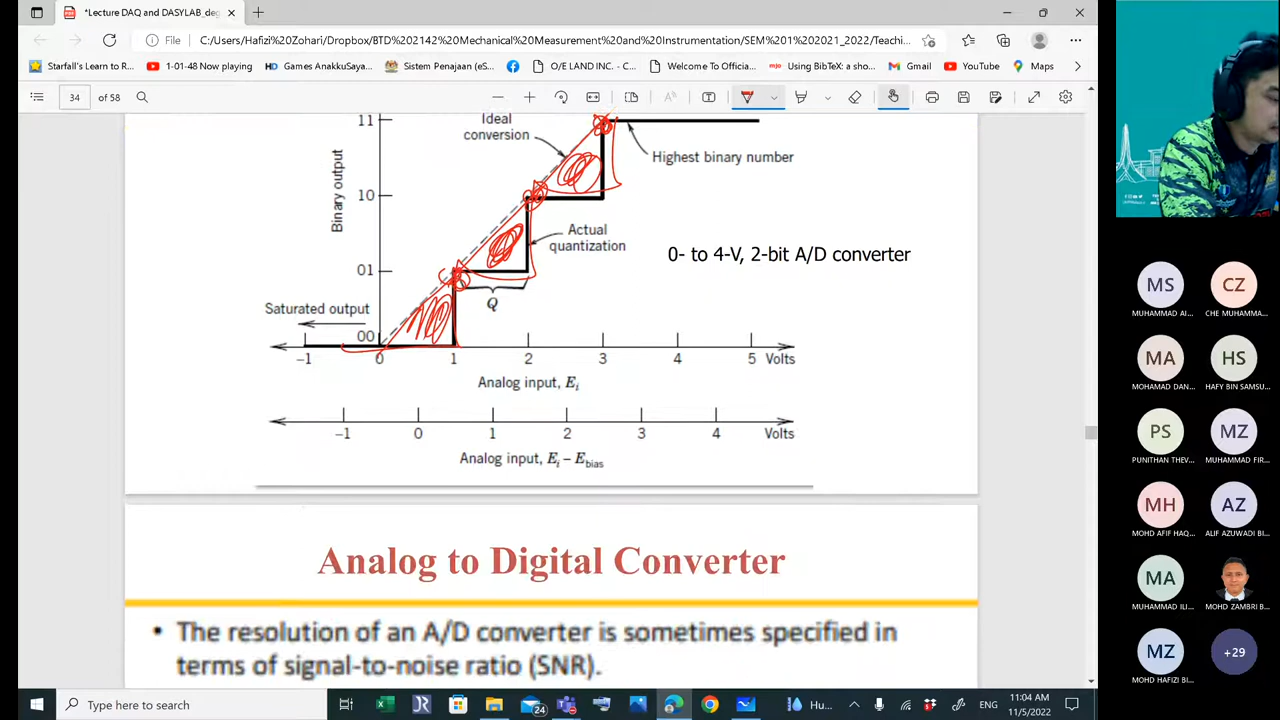 *Lecture DAQ and DASYLAB_deg
File
C:/Users/Hafizi%20Zohari/Dropbox/BTD%202142%20Mechanical%20Measurement%20and%20Instrumentation/SEM%201%202021_2022/Teachi...
Starfall's Learn to R...
1-01-48 Now playing
HD Games AnakkuSaya...
Sistem Penajaan (eS...
O/E LAND INC. - C...
Welcome To Officia...
mjo Using BibTeX: a sho...
Gmail
YouTube
Maps
34 of 58
11
Ideal
conversion
Highest binary number
Binary output
10
Actual
quantization
0- to 4-V, 2-bit A/D converter
01
Q
Saturated output
00
−1 0 1 2 3 4 5 Volts
Analog input, Ei
−1 0 1 2 3 4 Volts
Analog input, Ei − Ebias
Analog to Digital Converter
• The resolution of an A/D converter is sometimes specified in
terms of signal-to-noise ratio (SNR).
MS
MUHAMMAD AI...
CZ
CHE MUHAMMA...
MA
MOHAMAD DAN...
HS
HAFY BIN SAMSU...
PS
PUNITHAN THEV...
MZ
MUHAMMAD FIR...
MH
MOHD AFIF HAQ...
AZ
ALIF AZUWADI BI...
MA
MUHAMMAD ILI...
MOHD ZAMBRI B...
MZ
MOHD HAFIZI BI...
+29
Type here to search
24
Hu...
ENG
11:04 AM
11/5/2022